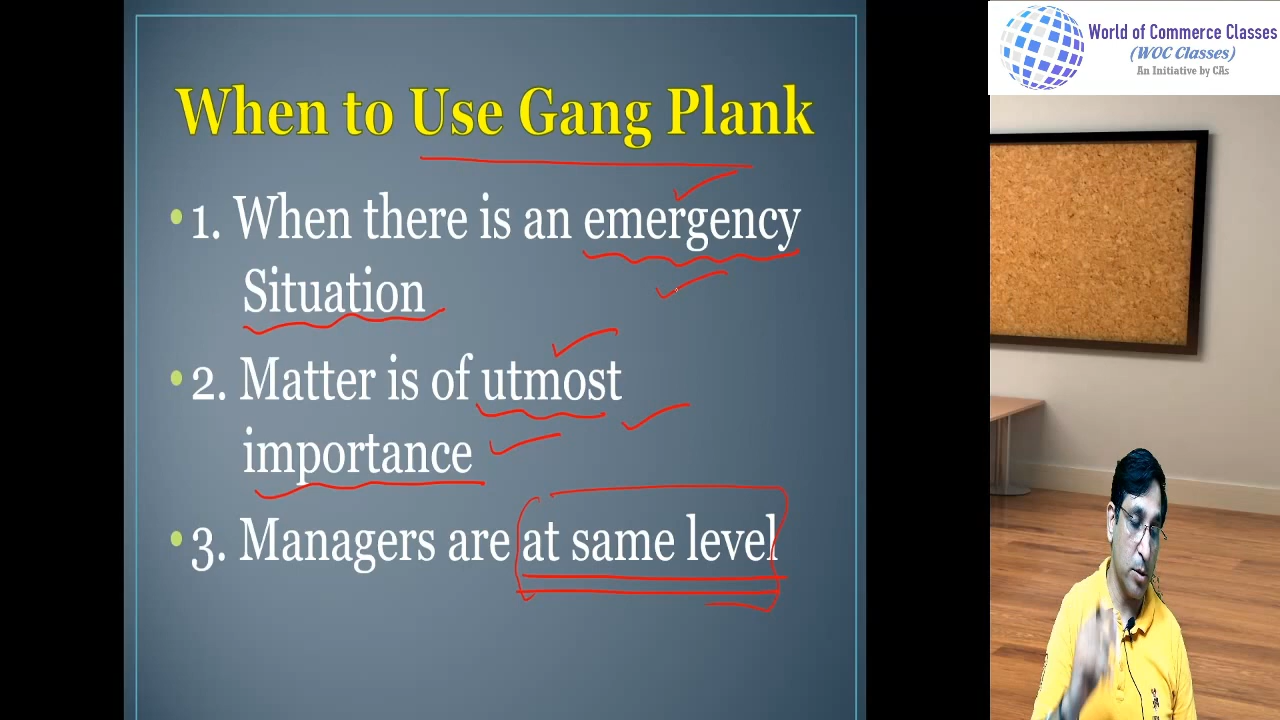 When to Use Gang Plank
• 1. When there is an emergency
Situation
• 2. Matter is of utmost
importance
• 3. Managers are at same level
World of Commerce Classes
(WOC Classes)
An Initiative by CAs